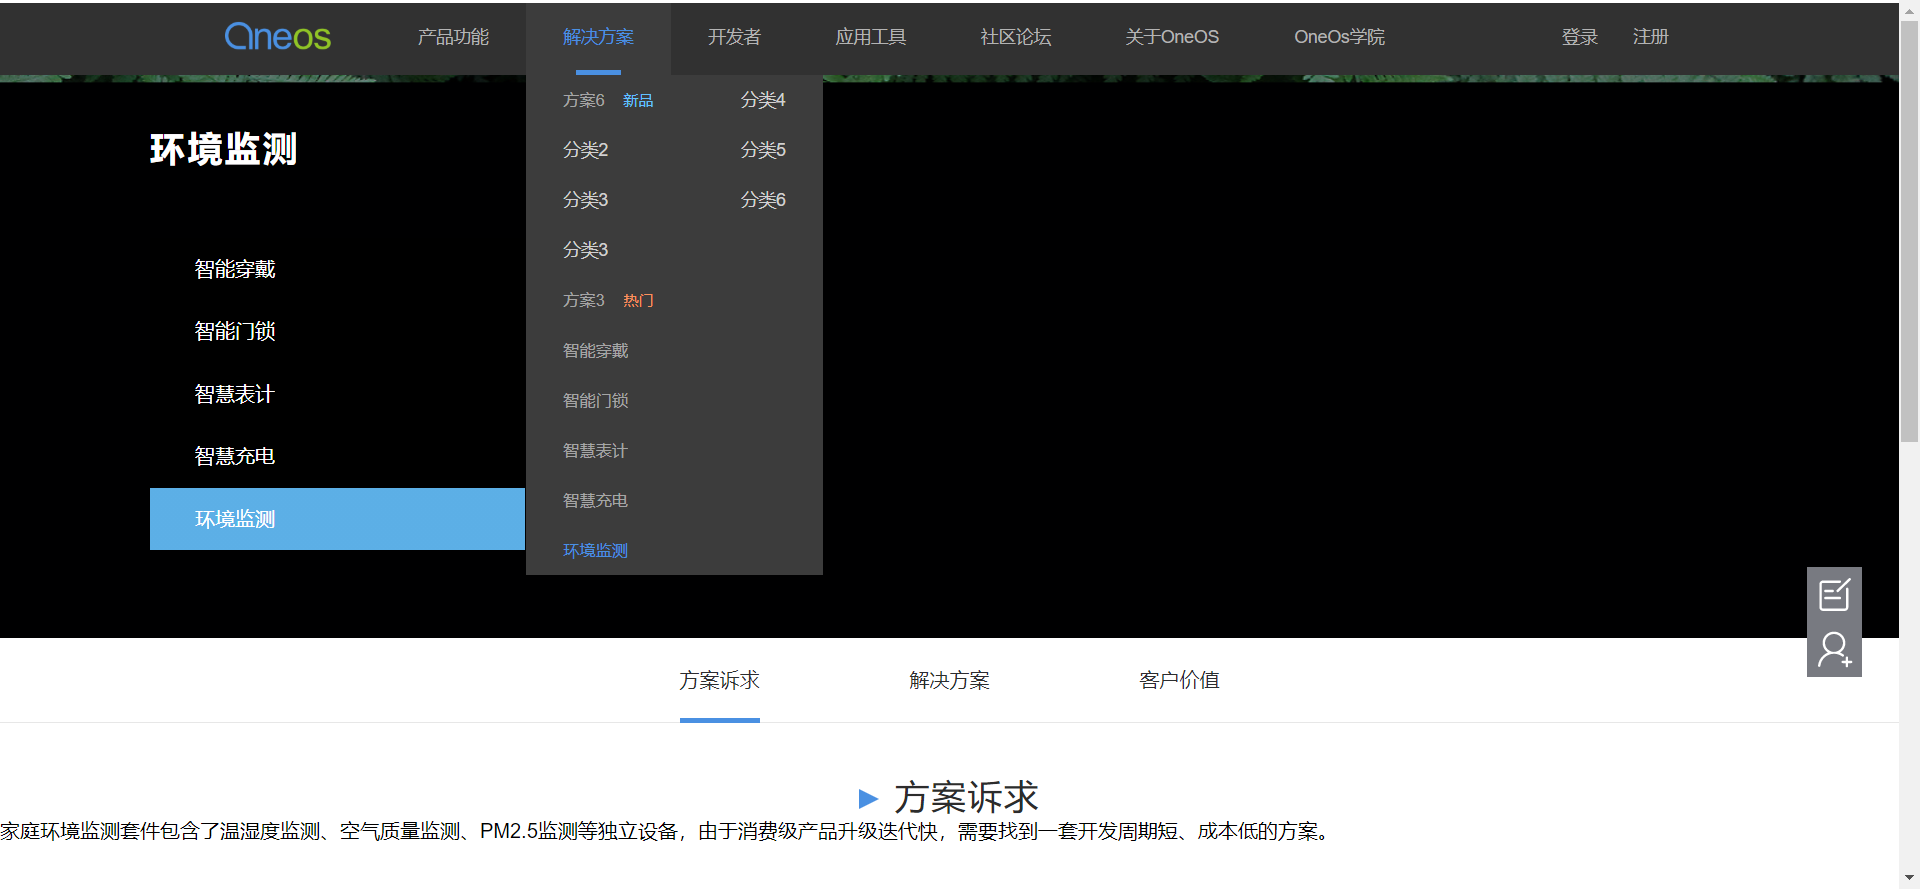 Oneos 产品功能 解决方案 开发者 应用工具 社区论坛 关于OneOS OneOs学院 登录 注册
方案6 新品 分类4
分类2 分类5
分类3 分类6
分类3
方案3 热门
智能穿戴
智能门锁
智慧表计
智慧充电
环境监测
环境监测
智能穿戴
智能门锁
智慧表计
智慧充电
环境监测
方案诉求 解决方案 客户价值
方案诉求
家庭环境监测套件包含了温湿度监测、空气质量监测、PM2.5监测等独立设备，由于消费级产品升级迭代快，需要找到一套开发周期短、成本低的方案。